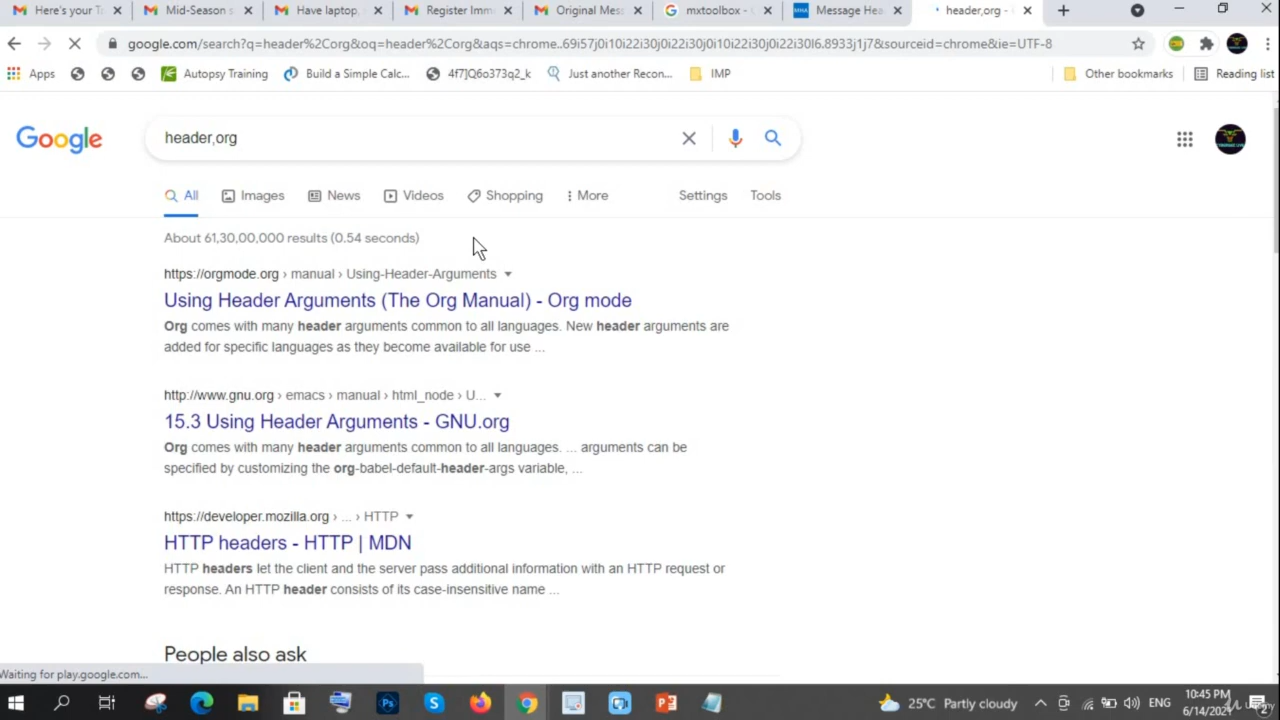 Here's your T
Mid-Season s
Have laptop,
Register Imm
Original Mess
mxtoolbox -
MHA Message Hea
header,org -
google.com/search?q=header%2Corg&oq=header%2Corg&aqs=chrome..69i57j0i10i22i30j0i22i30j0i10i22i30j0i22i30l6.8933j1j7&sourceid=chrome&ie=UTF-8
Apps
Autopsy Training
Build a Simple Calc...
4f7]Q6o373q2_k
Just another Recon...
IMP
Other bookmarks
Reading list
Google
header,org
All
Images
News
Videos
Shopping
More
Settings
Tools
About 61,30,00,000 results (0.54 seconds)
https://orgmode.org › manual › Using-Header-Arguments
Using Header Arguments (The Org Manual) - Org mode
Org comes with many header arguments common to all languages. New header arguments are
added for specific languages as they become available for use ...
http://www.gnu.org › emacs › manual › html_node › U...
15.3 Using Header Arguments - GNU.org
Org comes with many header arguments common to all languages. ... arguments can be
specified by customizing the org-babel-default-header-args variable, ...
https://developer.mozilla.org › ... › HTTP
HTTP headers - HTTP | MDN
HTTP headers let the client and the server pass additional information with an HTTP request or
response. An HTTP header consists of its case-insensitive name ...
People also ask
Waiting for play.google.com...
25°C Partly cloudy
ENG
10:45 PM
6/14/2021